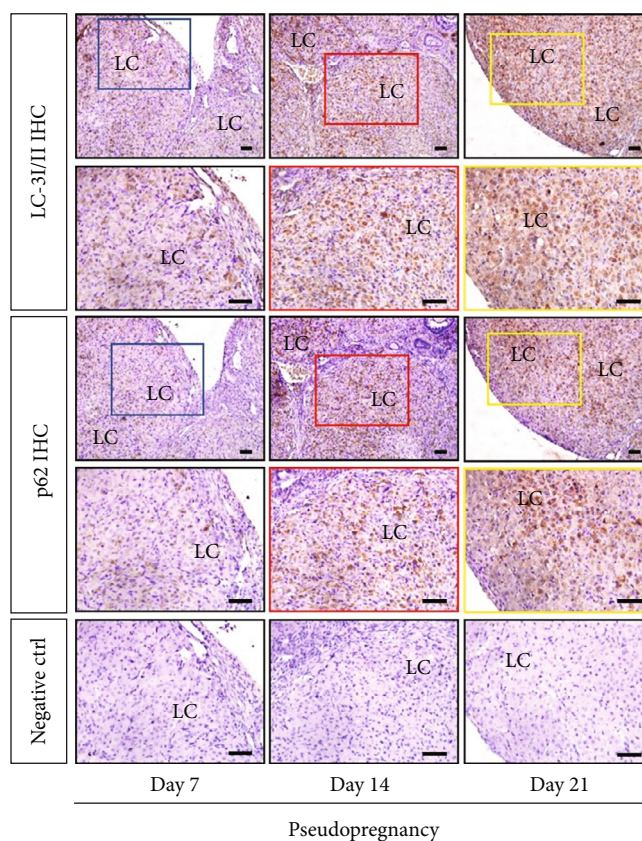 LC-3I/II IHC
LC
LC
LC
LC
LC
LC
LC
LC
LC
p62 IHC
LC
LC
LC
LC
LC
LC
LC
LC
LC
Negative ctrl
LC
LC
LC
Day 7
Day 14
Day 21
Pseudopregnancy